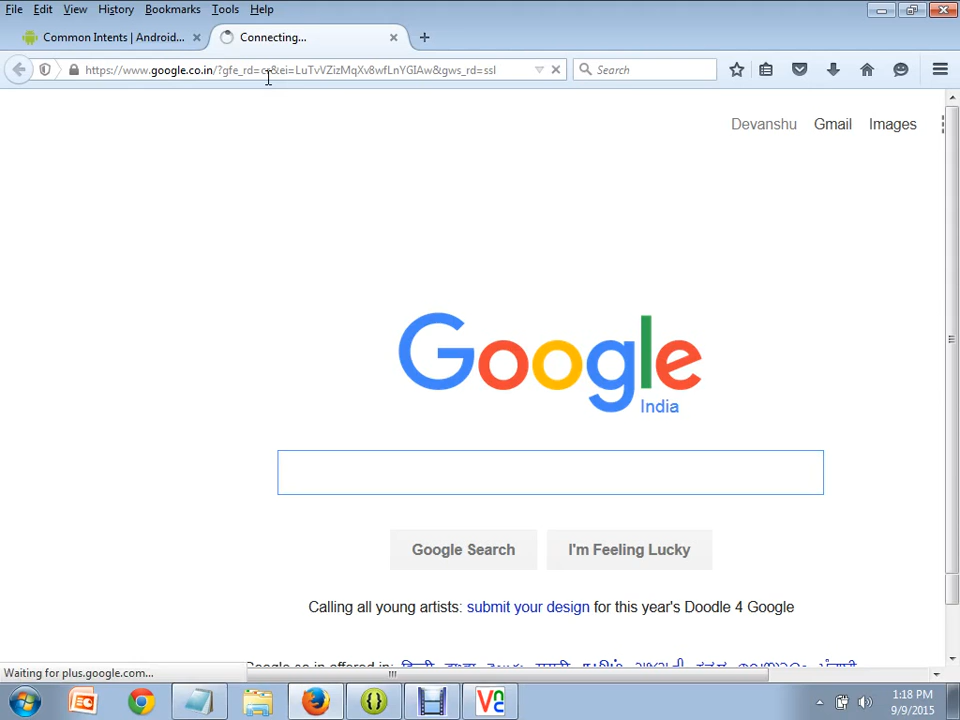 File Edit View History Bookmarks Tools Help
Common Intents | Android... Connecting...
https://www.google.co.in/?gfe_rd=cr&ei=LuTvVZizMqXv8wfLnYGIAw&gws_rd=ssl Search
Devanshu Gmail Images
Google
India
Google Search I'm Feeling Lucky
Calling all young artists: submit your design for this year's Doodle 4 Google
Google.co.in offered in: हिन्दी
Waiting for plus.google.com...
1:18 PM
9/9/2015